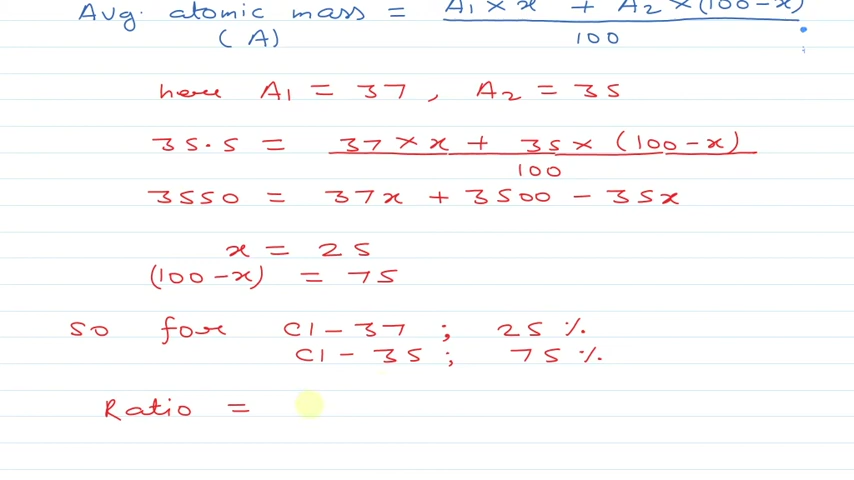 Avg. atomic mass = A1 × x + A2 × (100 - x)
(A) 100
here A1 = 37 , A2 = 35
35.5 = 37 × x + 35 × (100 - x)
100
3550 = 37x + 3500 - 35x
x = 25
(100 - x) = 75
so for Cl - 37 ; 25 %
Cl - 35 ; 75 %
Ratio =